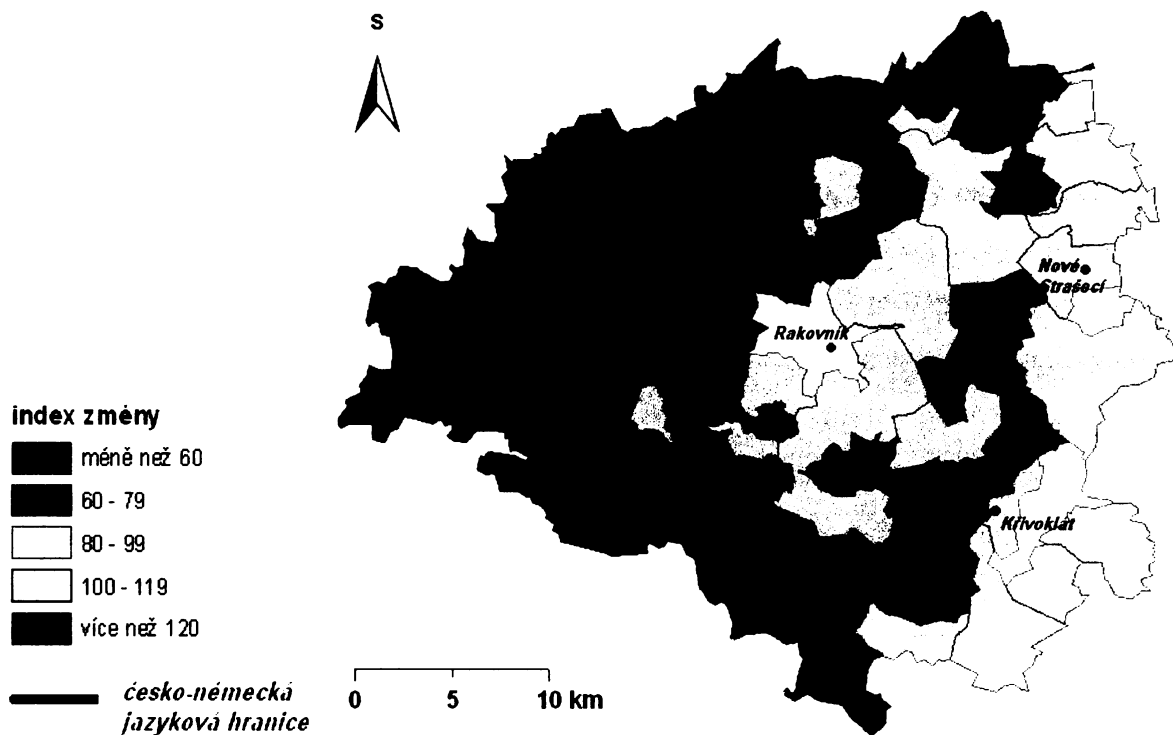 S
Nové
Strašecí
Rakovník
Křivoklát
index změny
méně než 60
60 - 79
80 - 99
100 - 119
více než 120
česko-německá
jazyková hranice
0 5 10 km